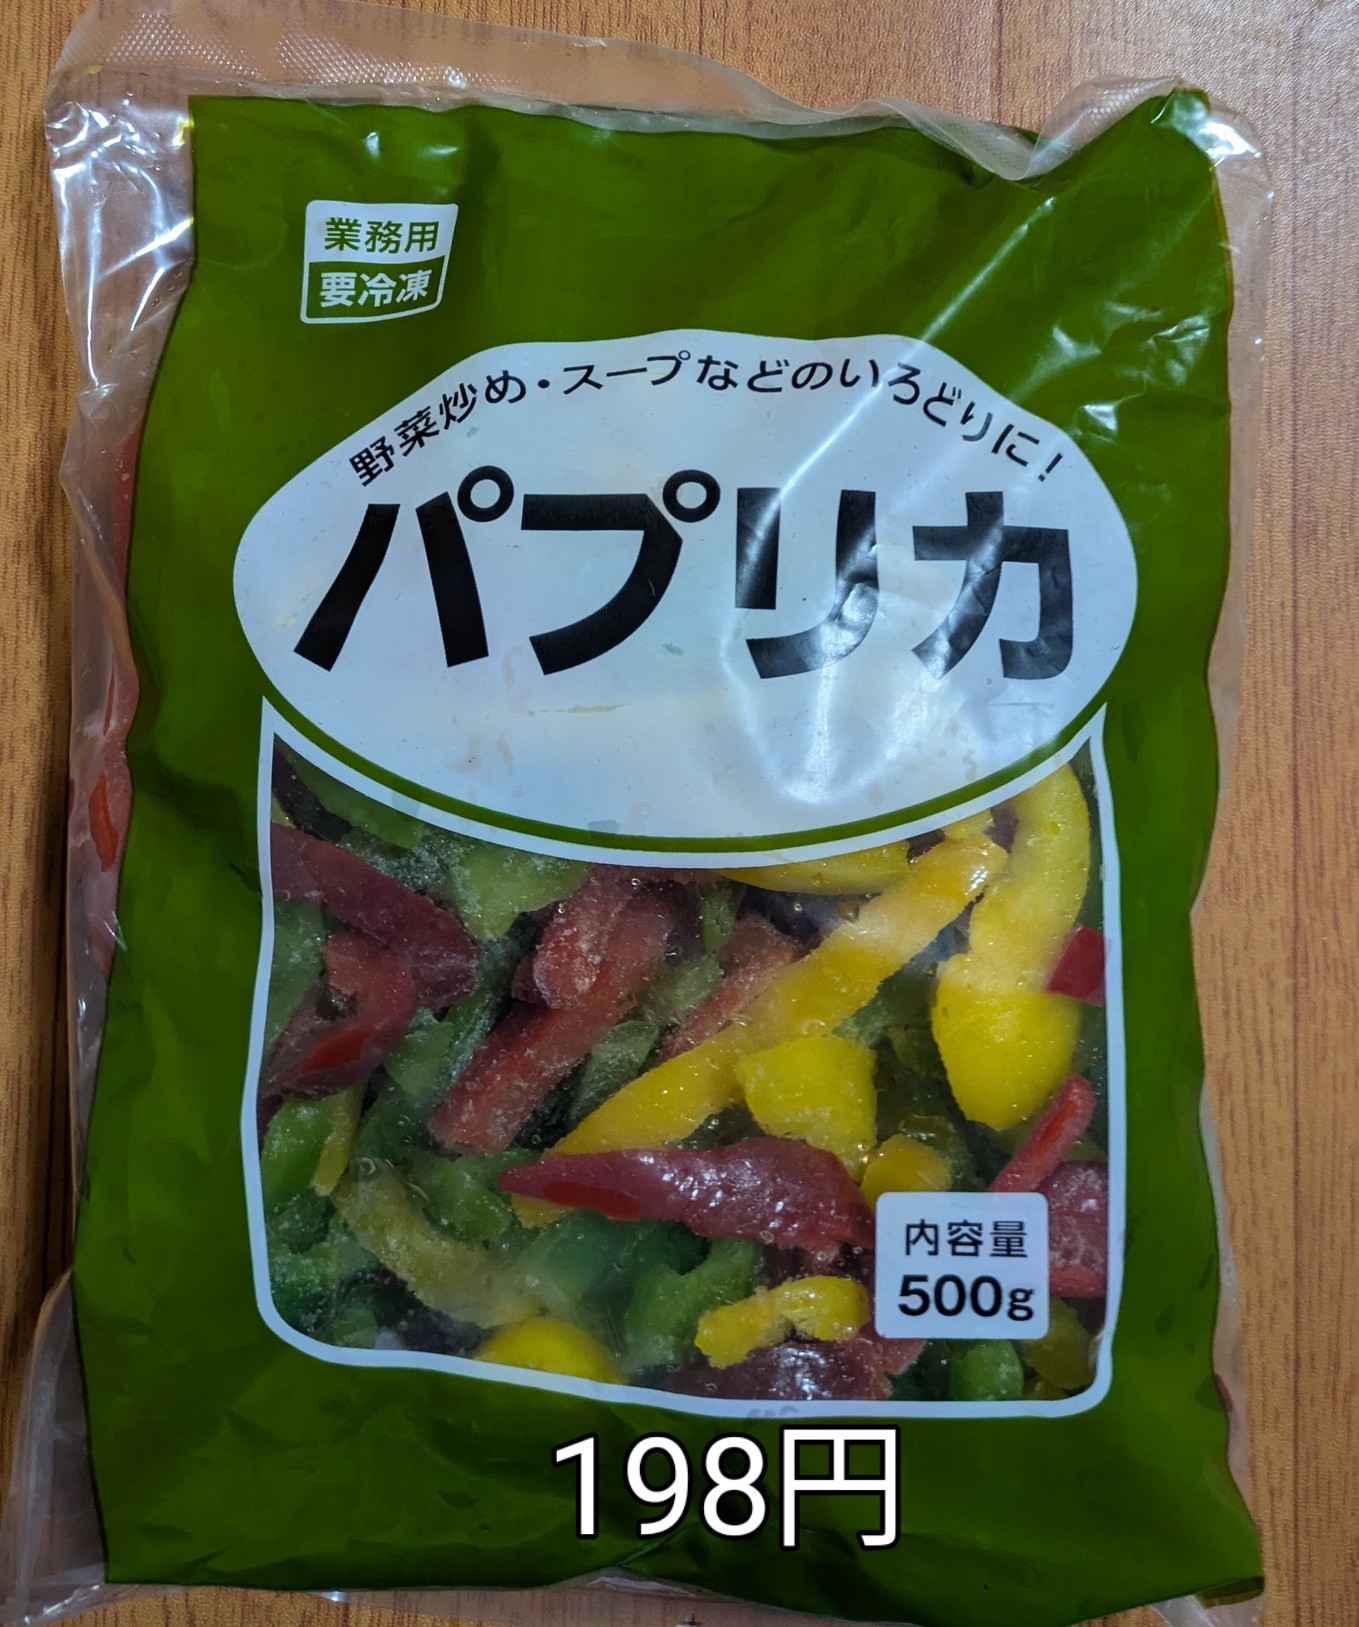 業務用
要冷凍
野菜炒め・スープなどのいろどりに!
パプリカ
内容量
500g
198円